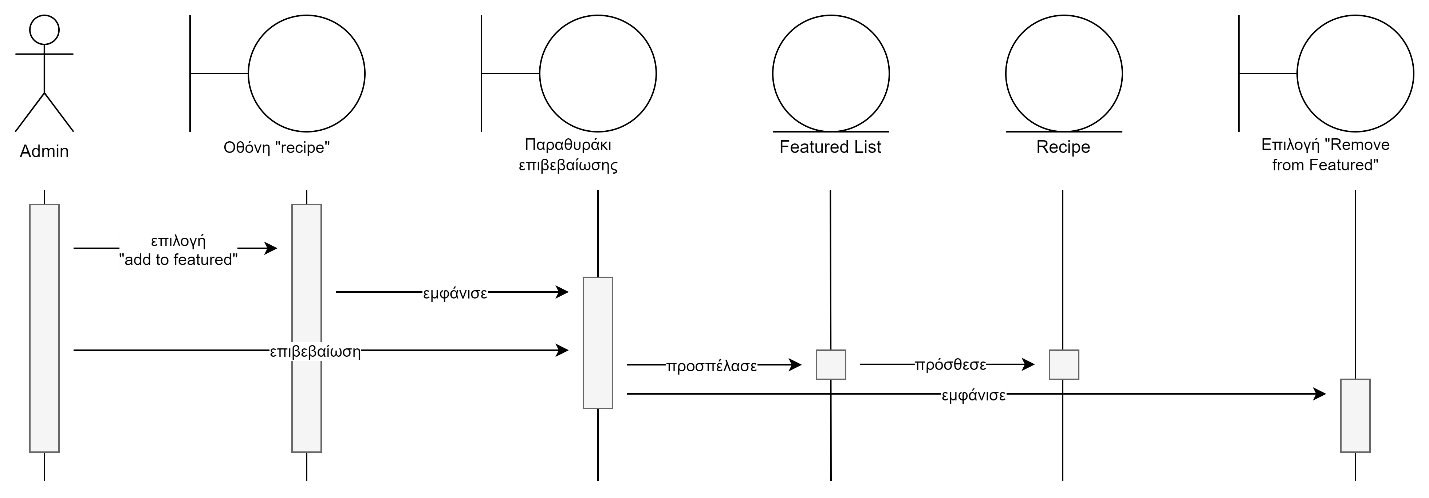 Admin
Οθόνη "recipe"
Παραθυράκι
επιβεβαίωσης
Featured List
Recipe
Επιλογή "Remove
from Featured"
επιλογή
"add to featured"
εμφάνισε
επιβεβαίωση
προσπέλασε
πρόσθεσε
εμφάνισε